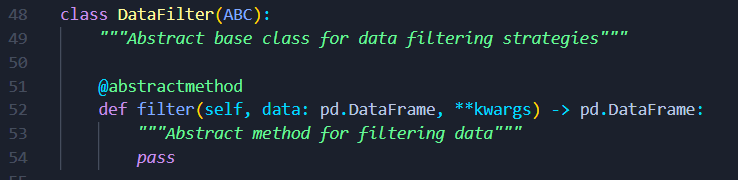 48 class DataFilter(ABC):
49     """Abstract base class for data filtering strategies"""
50
51     @abstractmethod
52     def filter(self, data: pd.DataFrame, **kwargs) -> pd.DataFrame:
53         """Abstract method for filtering data"""
54         pass
55